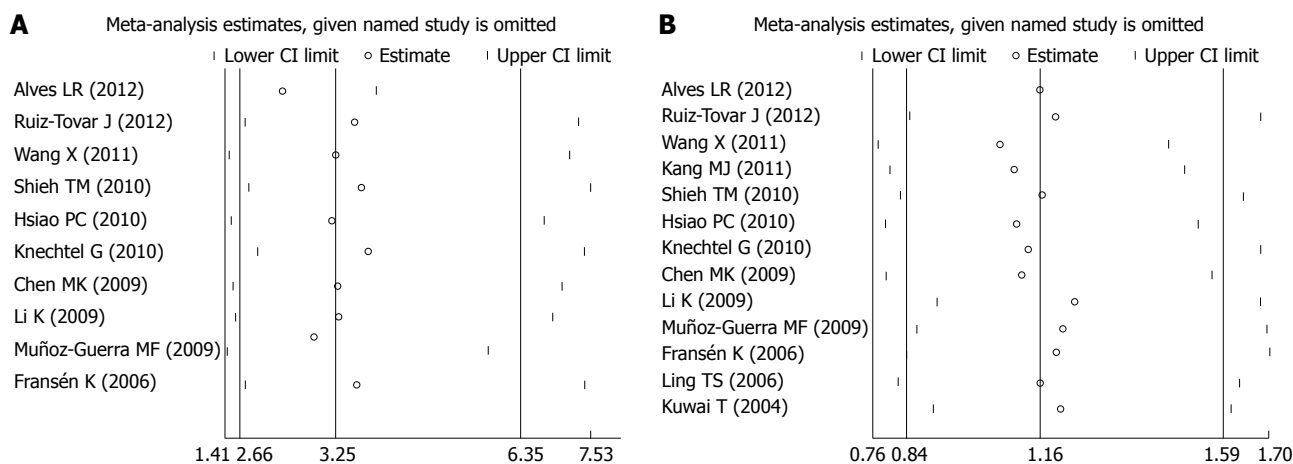 A
Meta-analysis estimates, given named study is omitted
Lower CI limit Estimate Upper CI limit
Alves LR (2012)
Ruiz-Tovar J (2012)
Wang X (2011)
Shieh TM (2010)
Hsiao PC (2010)
Knechtel G (2010)
Chen MK (2009)
Li K (2009)
Muñoz-Guerra MF (2009)
Fransén K (2006)
1.41 2.66 3.25 6.35 7.53
B
Meta-analysis estimates, given named study is omitted
Lower CI limit Estimate Upper CI limit
Alves LR (2012)
Ruiz-Tovar J (2012)
Wang X (2011)
Kang MJ (2011)
Shieh TM (2010)
Hsiao PC (2010)
Knechtel G (2010)
Chen MK (2009)
Li K (2009)
Muñoz-Guerra MF (2009)
Fransén K (2006)
Ling TS (2006)
Kuwai T (2004)
0.76 0.84 1.16 1.59 1.70